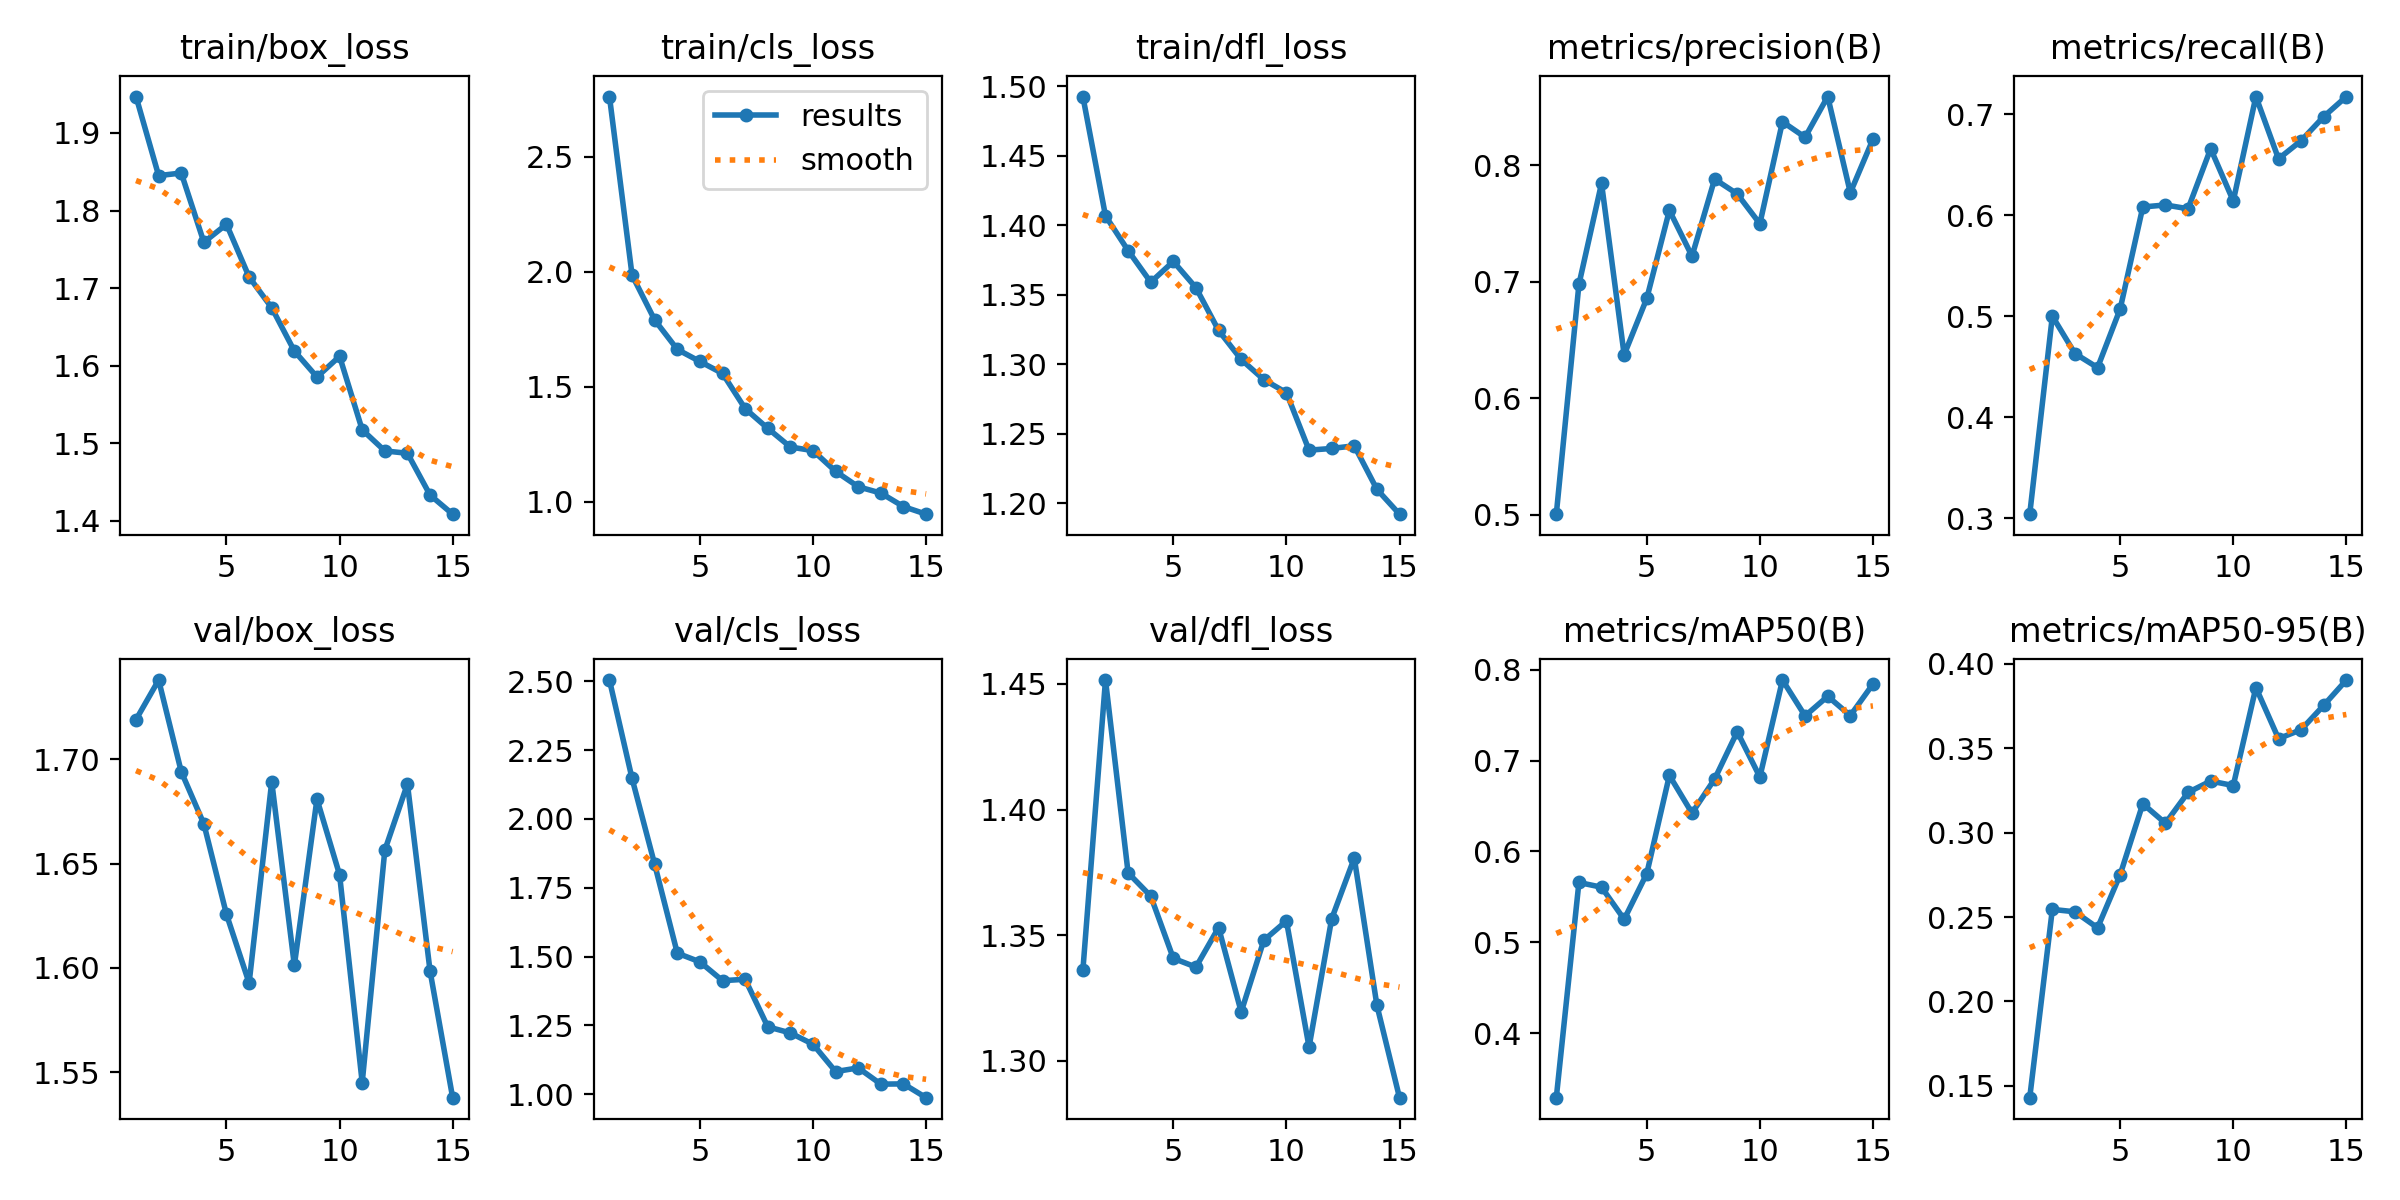 train/box_loss
1.9
1.8
1.7
1.6
1.5
1.4
5 10 15
train/cls_loss
results
smooth
2.5
2.0
1.5
1.0
5 10 15
train/dfl_loss
1.50
1.45
1.40
1.35
1.30
1.25
1.20
5 10 15
metrics/precision(B)
0.8
0.7
0.6
0.5
5 10 15
metrics/recall(B)
0.7
0.6
0.5
0.4
0.3
5 10 15
val/box_loss
1.70
1.65
1.60
1.55
5 10 15
val/cls_loss
2.50
2.25
2.00
1.75
1.50
1.25
1.00
5 10 15
val/dfl_loss
1.45
1.40
1.35
1.30
5 10 15
metrics/mAP50(B)
0.8
0.7
0.6
0.5
0.4
5 10 15
metrics/mAP50-95(B)
0.40
0.35
0.30
0.25
0.20
0.15
5 10 15